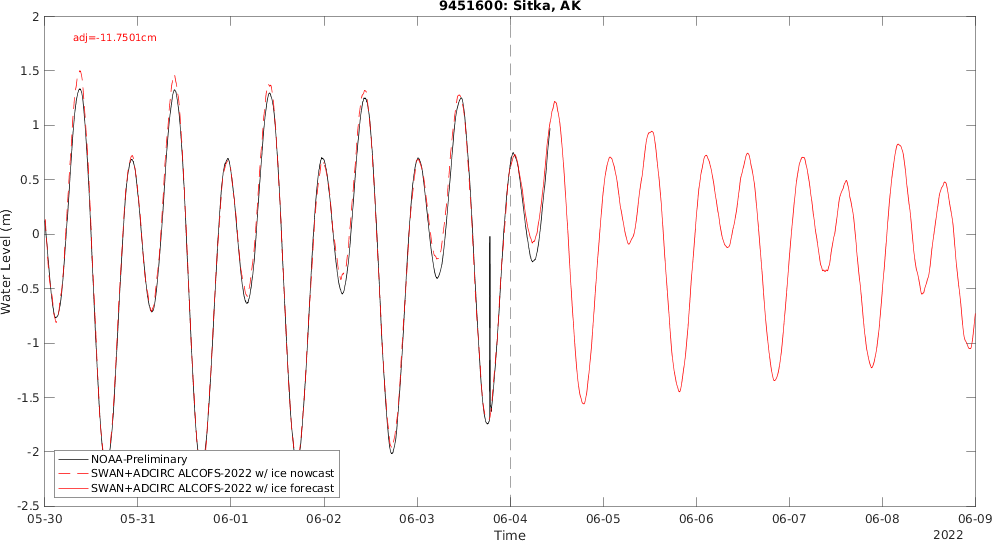 9451600: Sitka, AK
adj=-11.7501cm
2
1.5
1
0.5
0
-0.5
-1
-1.5
-2
-2.5
Water Level (m)
NOAA-Preliminary
SWAN+ADCIRC ALCOFS-2022 w/ ice nowcast
SWAN+ADCIRC ALCOFS-2022 w/ ice forecast
05-30 05-31 06-01 06-02 06-03 06-04 06-05 06-06 06-07 06-08 06-09
Time
2022